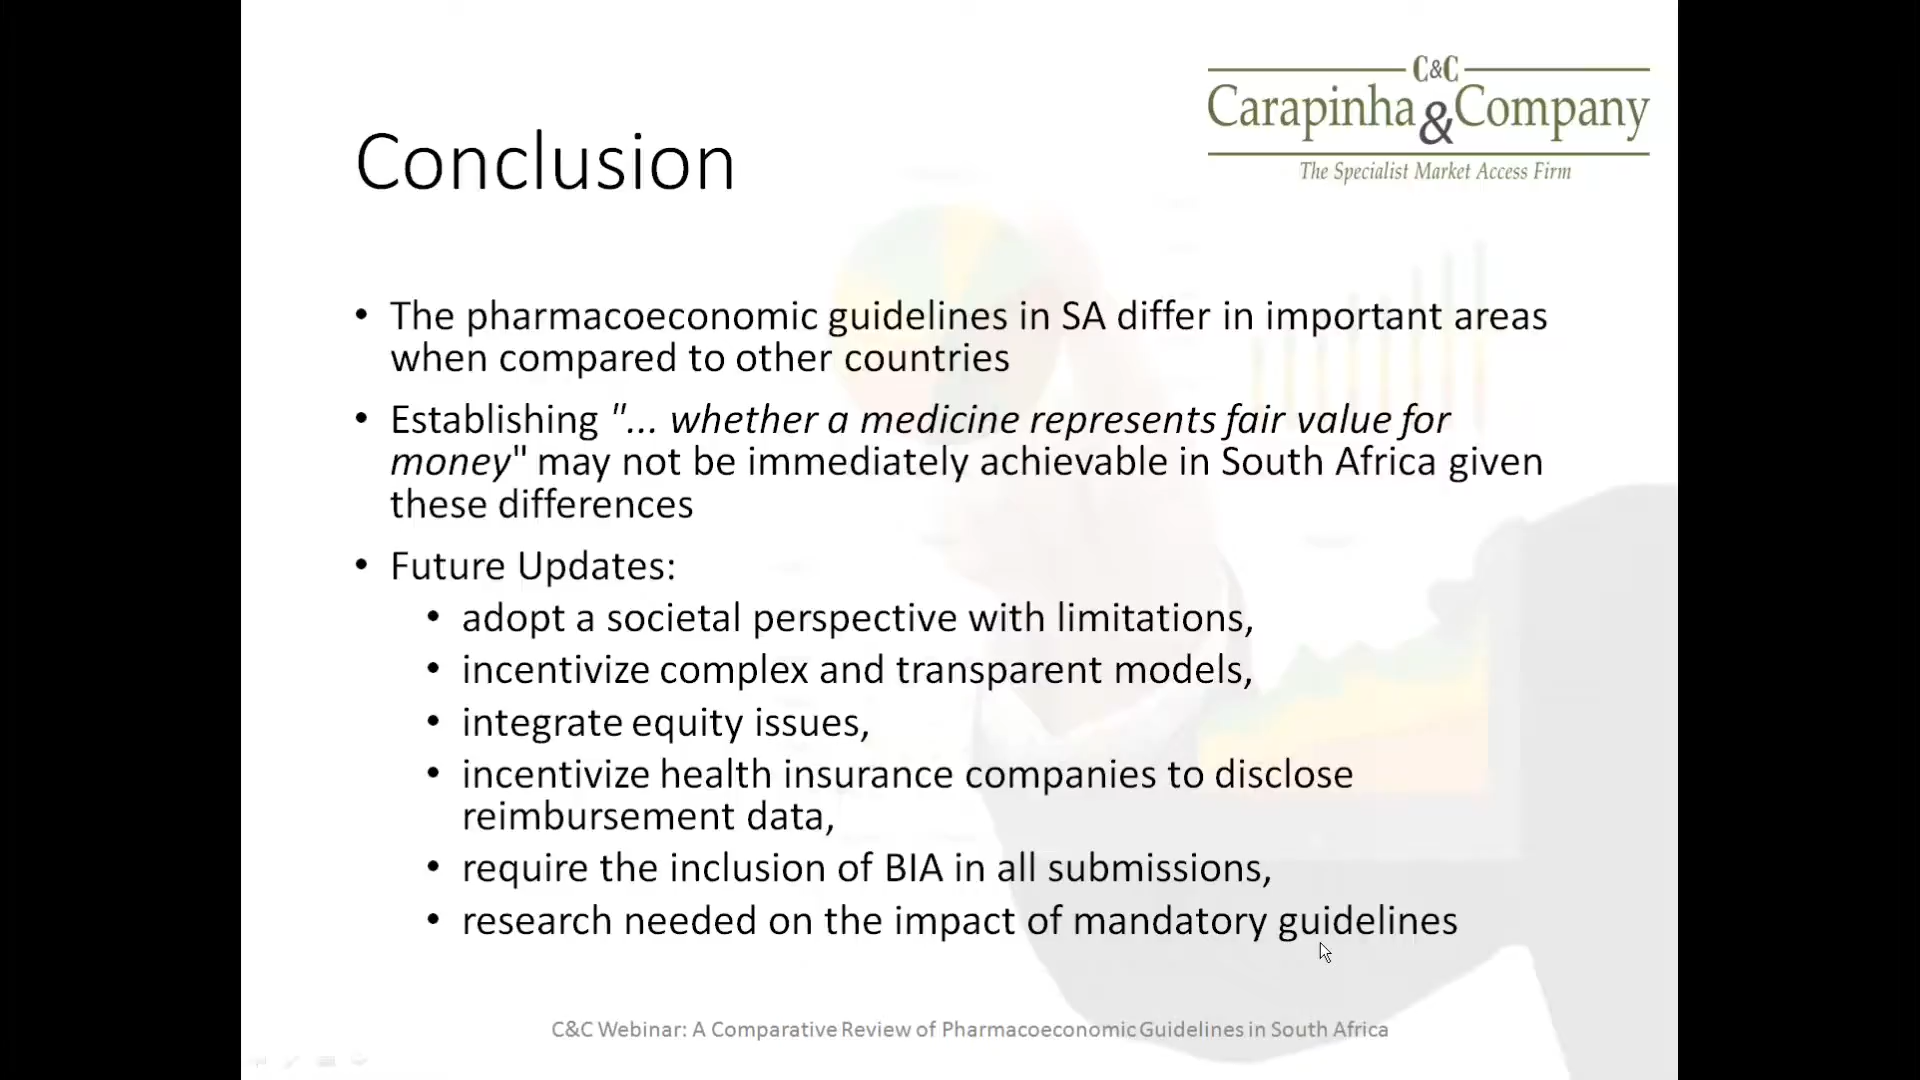 C&C
Carapinha & Company
The Specialist Market Access Firm
Conclusion
• The pharmacoeconomic guidelines in SA differ in important areas
when compared to other countries
• Establishing "... whether a medicine represents fair value for
money" may not be immediately achievable in South Africa given
these differences
• Future Updates:
• adopt a societal perspective with limitations,
• incentivize complex and transparent models,
• integrate equity issues,
• incentivize health insurance companies to disclose
reimbursement data,
• require the inclusion of BIA in all submissions,
• research needed on the impact of mandatory guidelines
C&C Webinar: A Comparative Review of Pharmacoeconomic Guidelines in South Africa